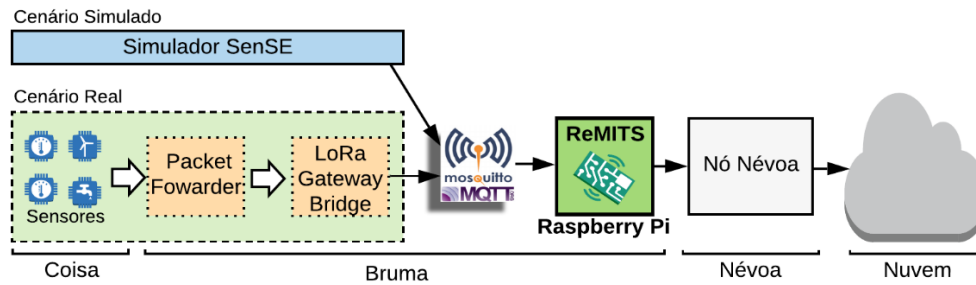 Cenário Simulado
Simulador SenSE
Cenário Real
Sensores
Packet
Fowarder
LoRa
Gateway
Bridge
mosquitto
MQTT
ReMITS
Raspberry Pi
Nó Névoa
Coisa
Bruma
Névoa
Nuvem